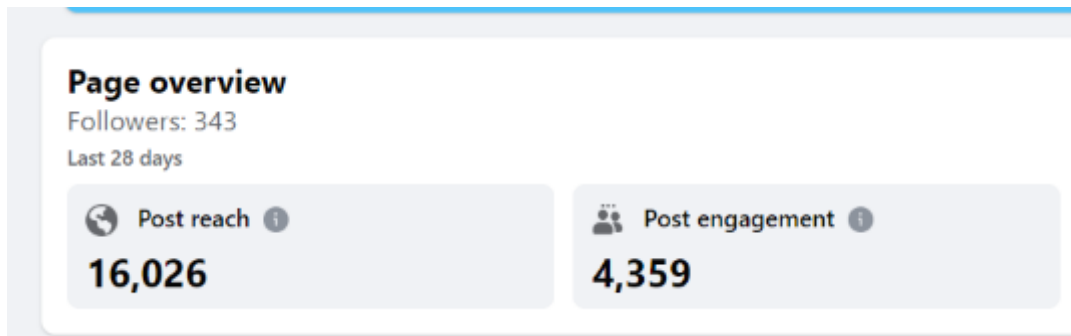 Page overview
Followers: 343
Last 28 days
Post reach
Post engagement
16,026
4,359